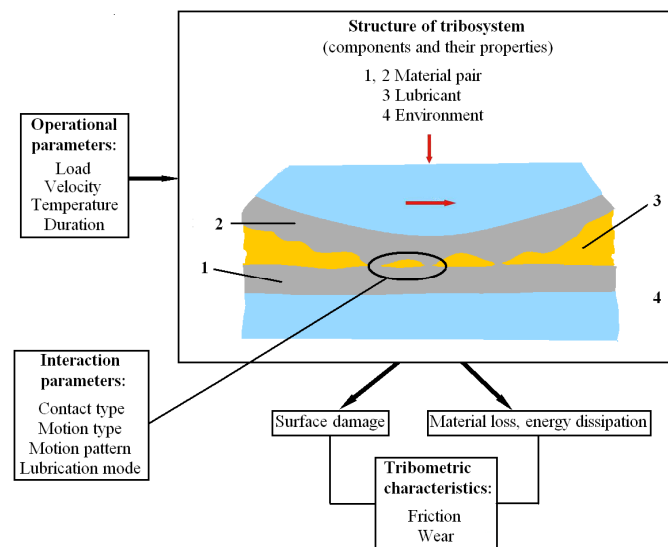 Structure of tribosystem
(components and their properties)
1, 2 Material pair
3 Lubricant
4 Environment
Operational
parameters:
Load
Velocity
Temperature
Duration
2
3
1
4
Interaction
parameters:
Contact type
Motion type
Motion pattern
Lubrication mode
Surface damage
Material loss, energy dissipation
Tribometric
characteristics:
Friction
Wear